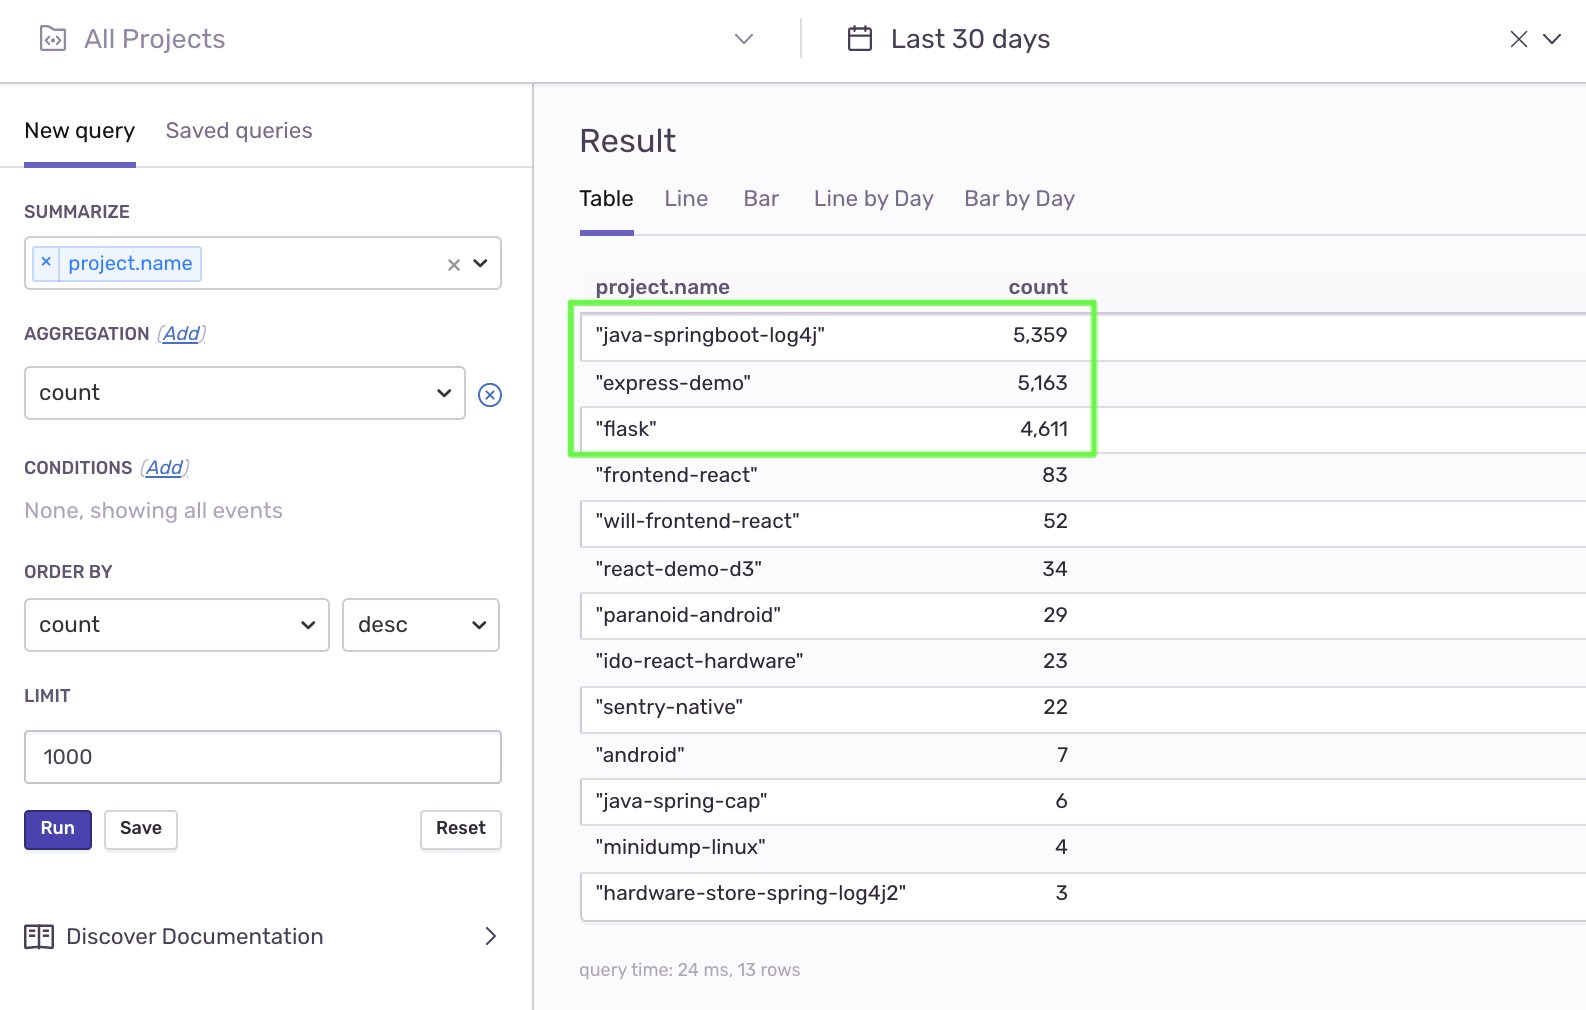 All Projects
Last 30 days
New query
Saved queries
SUMMARIZE
× project.name
AGGREGATION (Add)
count
CONDITIONS (Add)
None, showing all events
ORDER BY
count
desc
LIMIT
1000
Run
Save
Reset
Discover Documentation
Result
Table Line Bar Line by Day Bar by Day
project.name count
"java-springboot-log4j" 5,359
"express-demo" 5,163
"flask" 4,611
"frontend-react" 83
"will-frontend-react" 52
"react-demo-d3" 34
"paranoid-android" 29
"ido-react-hardware" 23
"sentry-native" 22
"android" 7
"java-spring-cap" 6
"minidump-linux" 4
"hardware-store-spring-log4j2" 3
query time: 24 ms, 13 rows